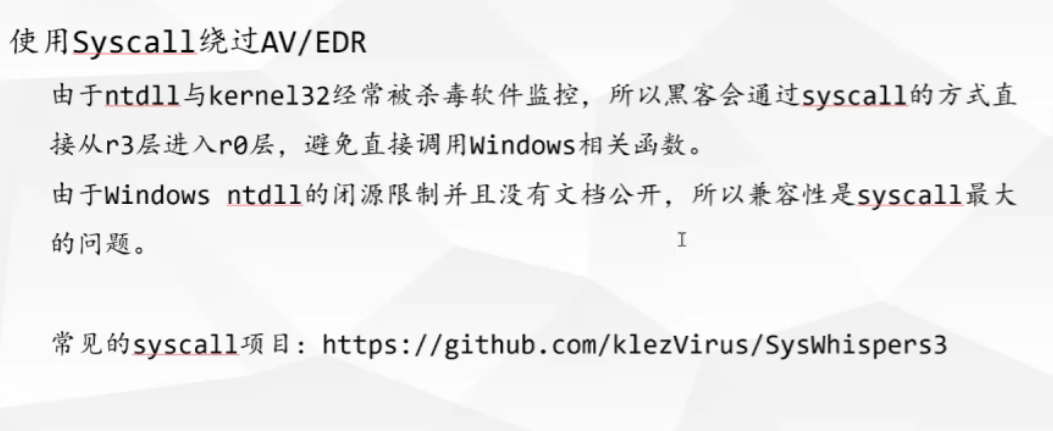 使用Syscall绕过AV/EDR
由于ntdll与kernel32经常被杀毒软件监控，所以黑客会通过syscall的方式直
接从r3层进入r0层，避免直接调用Windows相关函数。
由于Windows ntdll的闭源限制并且没有文档公开，所以兼容性是syscall最大
的问题。
常见的syscall项目：https://github.com/klezVirus/SysWhispers3